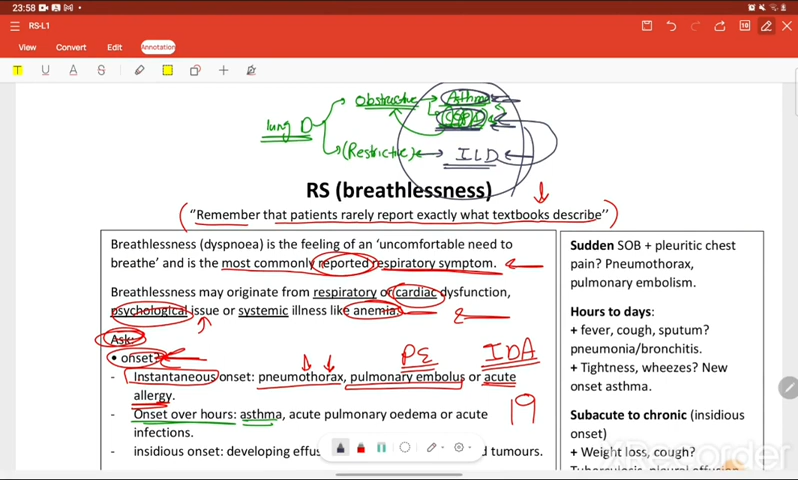 23:58
RS-L1
View Convert Edit Annotation
Obstructive Asthma
COPD
lung D
(Restrictive) ILD
RS (breathlessness)
(“Remember that patients rarely report exactly what textbooks describe”)
Breathlessness (dyspnoea) is the feeling of an ‘uncomfortable need to
breathe’ and is the most commonly reported respiratory symptom.
Breathlessness may originate from respiratory or cardiac dysfunction,
psychological issue or systemic illness like anemia.
Ask:
• onset?
PE IDA
- Instantaneous onset: pneumothorax, pulmonary embolus or acute
allergy.
19
- Onset over hours: asthma, acute pulmonary oedema or acute
infections.
- insidious onset: developing effus d tumours.
Sudden SOB + pleuritic chest
pain? Pneumothorax,
pulmonary embolism.
Hours to days:
+ fever, cough, sputum?
pneumonia/bronchitis.
+ Tightness, wheezes? New
onset asthma.
Subacute to chronic (insidious
onset)
+ Weight loss, cough?
Tuberculosis, pleural effusion
XRecorder